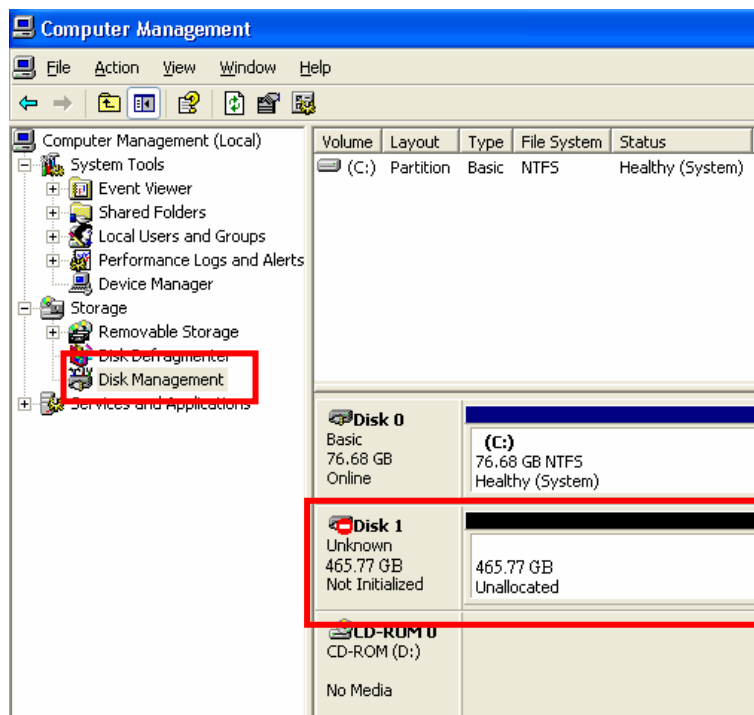 Computer Management
File Action View Window Help
Computer Management (Local)
System Tools
Event Viewer
Shared Folders
Local Users and Groups
Performance Logs and Alerts
Device Manager
Storage
Removable Storage
Disk Defragmenter
Disk Management
Services and Applications
Volume Layout Type File System Status
(C:) Partition Basic NTFS Healthy (System)
Disk 0
Basic
76.68 GB
Online
(C:)
76.68 GB NTFS
Healthy (System)
Disk 1
Unknown
465.77 GB
Not Initialized
465.77 GB
Unallocated
CD-ROM 0
CD-ROM (D:)
No Media